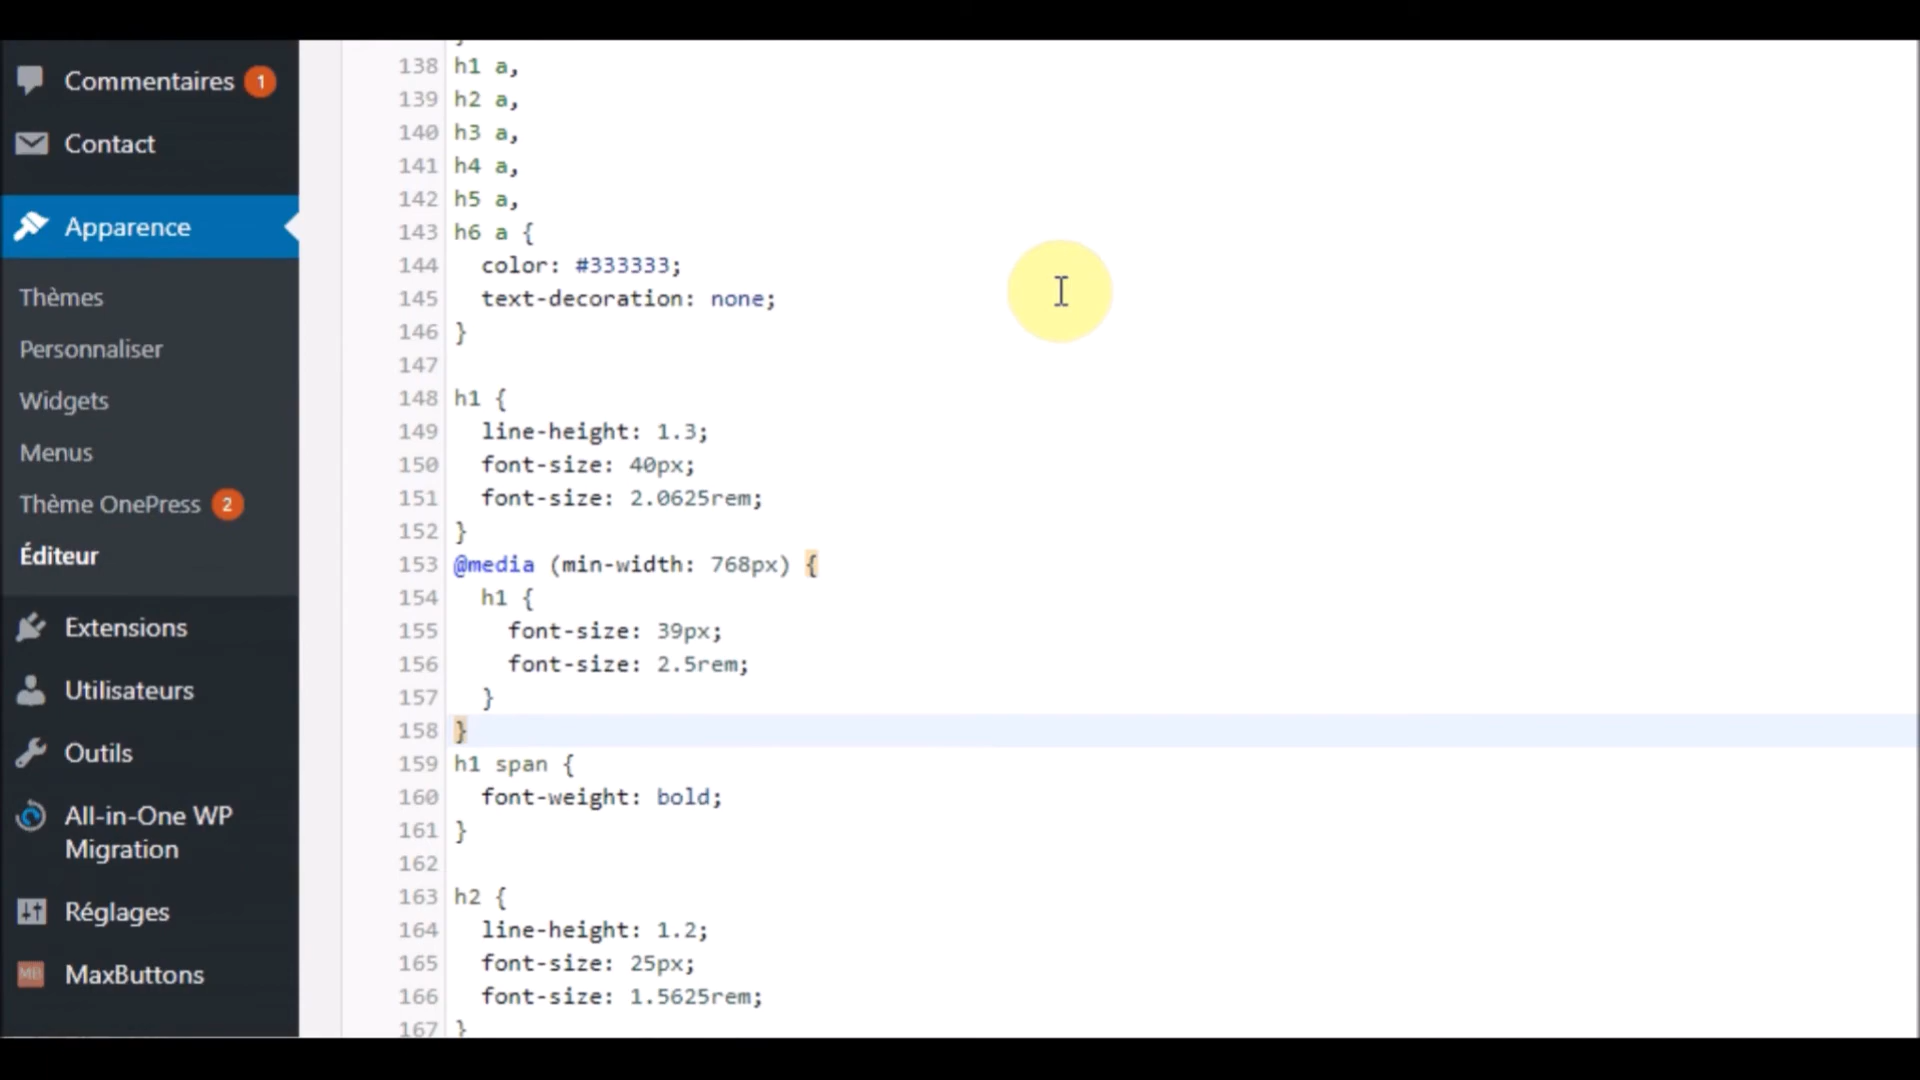 Commentaires 1
Contact
Apparence
Thèmes
Personnaliser
Widgets
Menus
Thème OnePress 2
Éditeur
Extensions
Utilisateurs
Outils
All-in-One WP
Migration
Réglages
MB MaxButtons
}
138 h1 a,
139 h2 a,
140 h3 a,
141 h4 a,
142 h5 a,
143 h6 a {
144 color: #333333;
145 text-decoration: none;
146 }
147
148 h1 {
149 line-height: 1.3;
150 font-size: 40px;
151 font-size: 2.0625rem;
152 }
153 @media (min-width: 768px) {
154 h1 {
155 font-size: 39px;
156 font-size: 2.5rem;
157 }
158 }
159 h1 span {
160 font-weight: bold;
161 }
162
163 h2 {
164 line-height: 1.2;
165 font-size: 25px;
166 font-size: 1.5625rem;
167 }